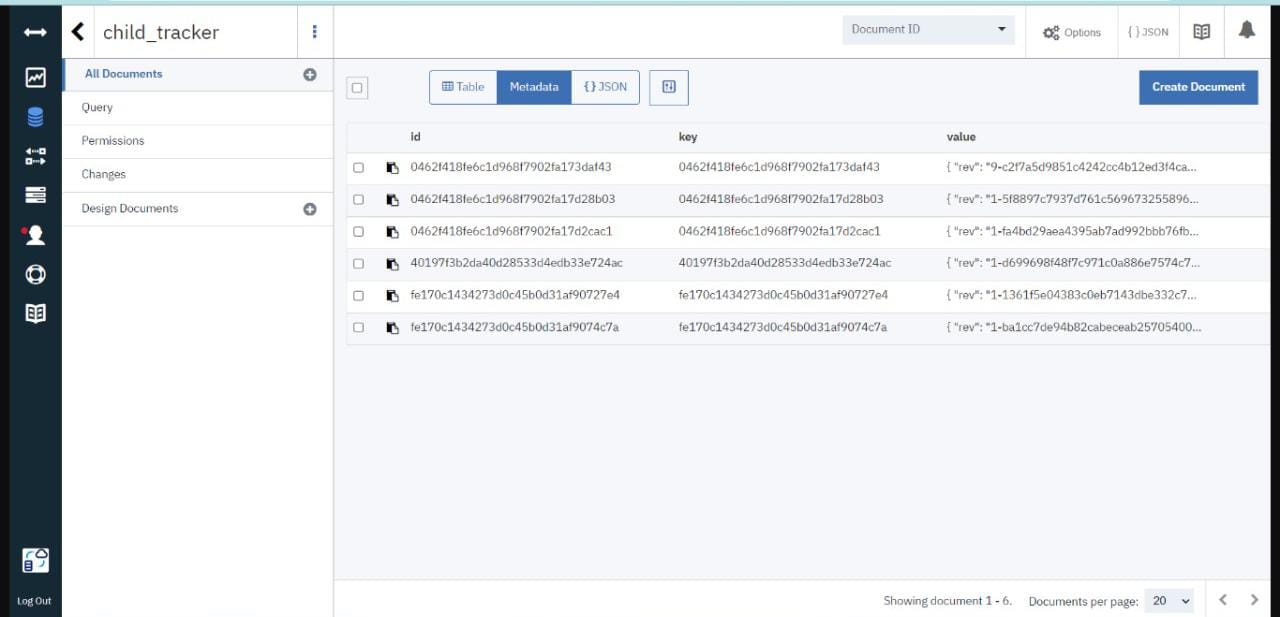 child_tracker
Document ID
Options
{ } JSON
All Documents
Query
Permissions
Changes
Design Documents
Table
Metadata
{ } JSON
Create Document
id key value
0462f418fe6c1d968f7902fa173daf43 0462f418fe6c1d968f7902fa173daf43 { "rev": "9-c2f7a5d9851c4242cc4b12ed3f4ca...
0462f418fe6c1d968f7902fa17d28b03 0462f418fe6c1d968f7902fa17d28b03 { "rev": "1-5f8897c7937d761c569673255896...
0462f418fe6c1d968f7902fa17d2cac1 0462f418fe6c1d968f7902fa17d2cac1 { "rev": "1-fa4bd29aea4395ab7ad992bbb76fb...
40197f3b2da40d28533d4edb33e724ac 40197f3b2da40d28533d4edb33e724ac { "rev": "1-d699698f48f7c971c0a886e7574c7...
fe170c1434273d0c45b0d31af90727e4 fe170c1434273d0c45b0d31af90727e4 { "rev": "1-1361f5e04383c0eb7143dbe332c7...
fe170c1434273d0c45b0d31af9074c7a fe170c1434273d0c45b0d31af9074c7a { "rev": "1-ba1cc7de94b82cabeceab25705400...
Log Out
Showing document 1 - 6. Documents per page: 20